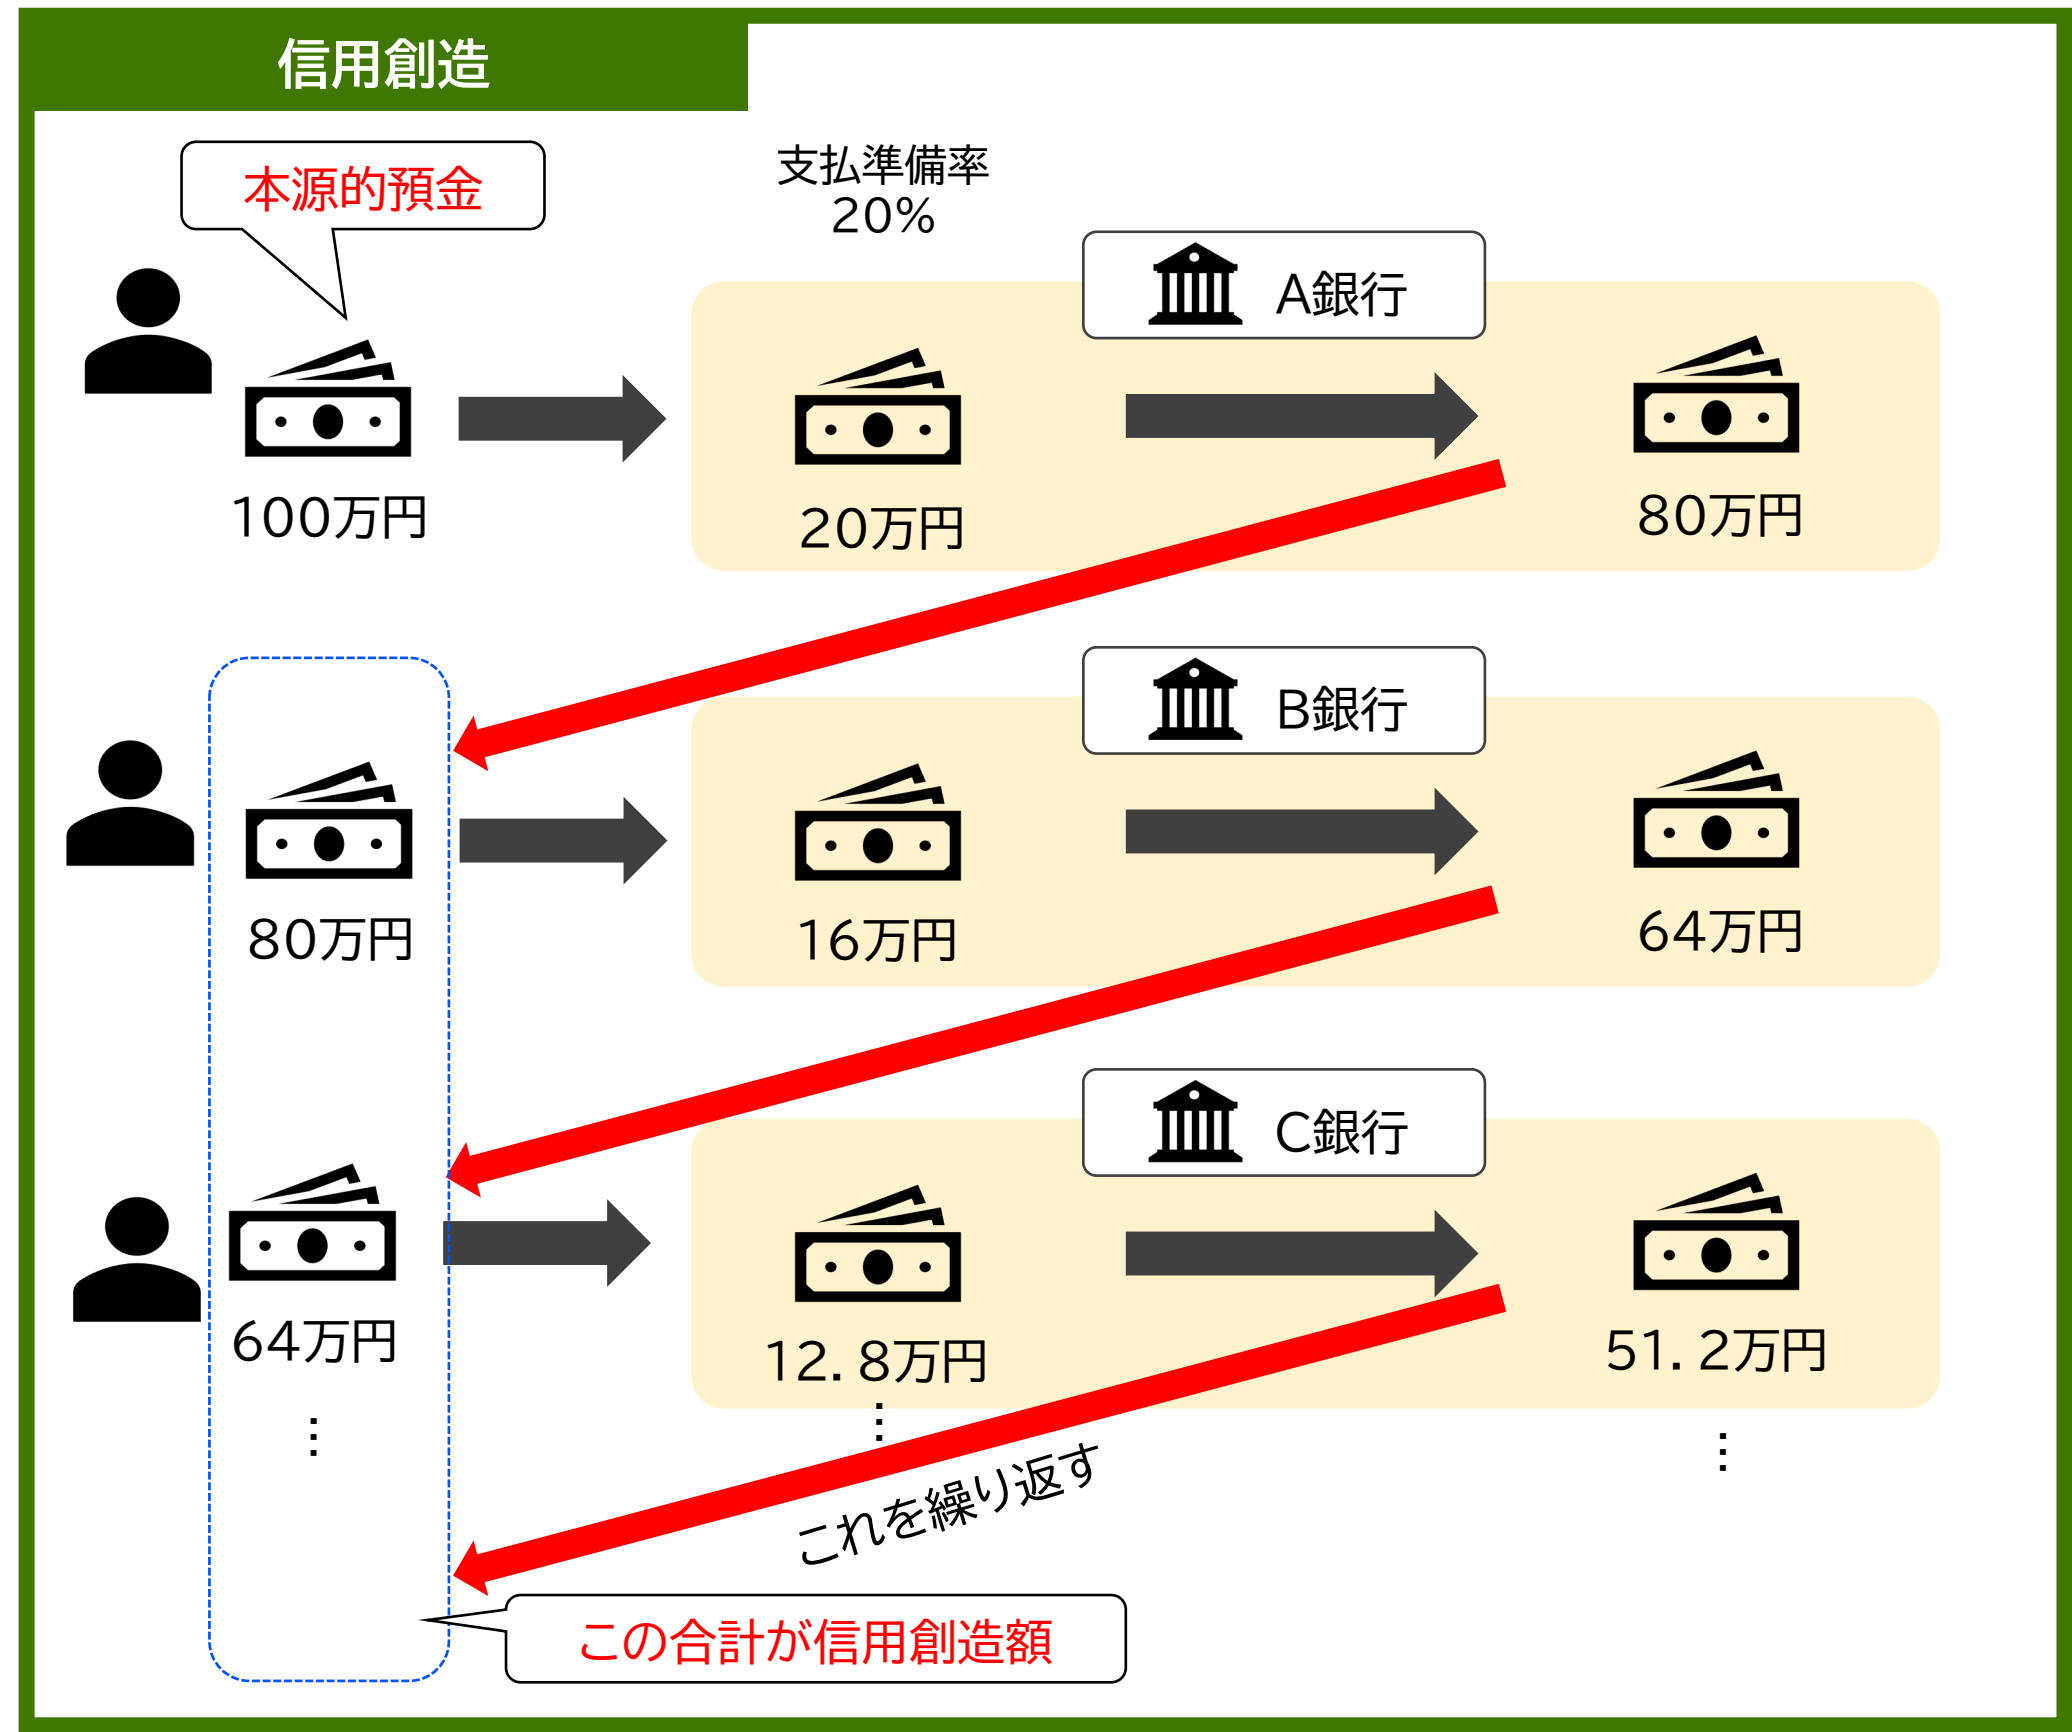 信用創造
本源的預金
支払準備率
20%
A銀行
100万円
20万円
80万円
B銀行
80万円
16万円
64万円
C銀行
64万円
12.8万円
51.2万円
⋮
⋮
⋮
これを繰り返す
この合計が信用創造額